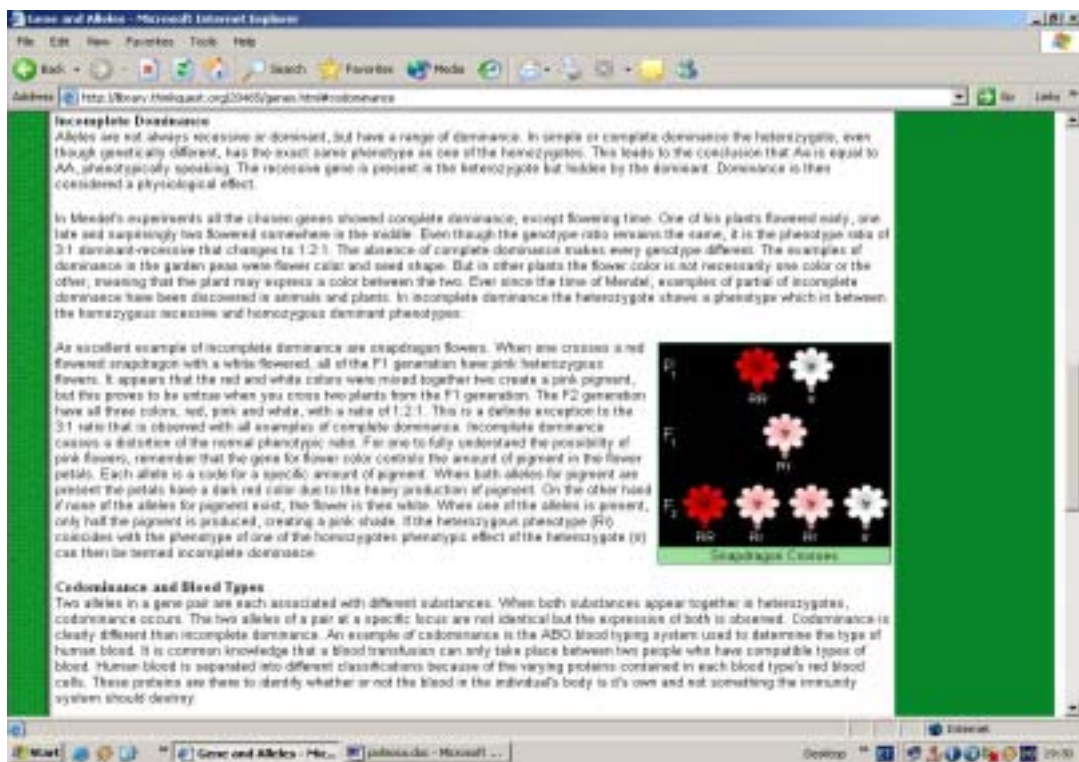 Gene and Alleles - Microsoft Internet Explorer
File Edit View Favorites Tools Help
Back Search Favorites Media
Address http://library.thinkquest.org/20465/genes.html#codominance Go Links
Incomplete Dominance
Alleles are not always recessive or dominant, but have a range of dominance. In simple or complete dominance the heterozygote, even
though genetically different, has the exact same phenotype as one of the homozygotes. This leads to the conclusion that Aa is equal to
AA, phenotypically speaking. The recessive gene is present in the heterozygote but hidden by the dominant. Dominance is then
considered a physiological effect.
In Mendel's experiments all the chosen genes showed complete dominance, except flowering time. One of his plants flowered early, one
late and surprisingly two flowered somewhere in the middle. Even though the genotype ratio remains the same, it is the phenotype ratio of
3:1 dominant-recessive that changes to 1:2:1. The absence of complete dominance makes every genotype different. The examples of
dominance in the garden peas were flower color and seed shape. But in other plants the flower color is not necessarily one color or the
other, meaning that the plant may express a color between the two. Ever since the time of Mendel, examples of partial of incomplete
dominance have been discovered in animals and plants. In incomplete dominance the heterozygote shows a phenotype which in between
the homozygous recessive and homozygous dominant phenotypes.
An excellent example of incomplete dominance are snapdragon flowers. When one crosses a red
flowered snapdragon with a white flowered, all of the F1 generation have pink heterozygous
flowers. It appears that the red and white colors were mixed together two create a pink pigment,
but this proves to be untrue when you cross two plants from the F1 generation. The F2 generation
have all three colors, red, pink and white, with a ratio of 1:2:1. This is a definite exception to the
3:1 ratio that is observed with all examples of complete dominance. Incomplete dominance
causes a distortion of the normal phenotypic ratio. For one to fully understand the possibility of
pink flowers, remember that the gene for flower color controls the amount of pigment in the flower
petals. Each allele is a code for a specific amount of pigment. When both alleles for pigment are
present the petals have a dark red color due to the heavy production of pigment. On the other hand
if none of the alleles for pigment exist, the flower is then white. When one of the alleles is present,
only half the pigment is produced, creating a pink shade. If the heterozygous phenotype (Rr)
coincides with the phenotype of one of the homozygotes phenotypic effect of the heterozygote (rr)
can then be termed incomplete dominance.
P1
RR rr
F1
Rr
F2
RR Rr Rr rr
Snapdragon Crosses
Codominance and Blood Types
Two alleles in a gene pair are each associated with different substances. When both substances appear together in heterozygotes,
codominance occurs. The two alleles of a pair at a specific locus are not identical but the expression of both is observed. Codominance is
clearly different than incomplete dominance. An example of codominance is the ABO blood typing system used to determine the type of
human blood. It is common knowledge that a blood transfusion can only take place between two people who have compatible types of
blood. Human blood is separated into different classifications because of the varying proteins contained in each blood type's red blood
cells. These proteins are there to identify whether or not the blood in the individual's body is it's own and not something the immunity
system should destroy.
Internet
Start Gene and Alleles - Mic... .doc - Microsoft ... Desktop